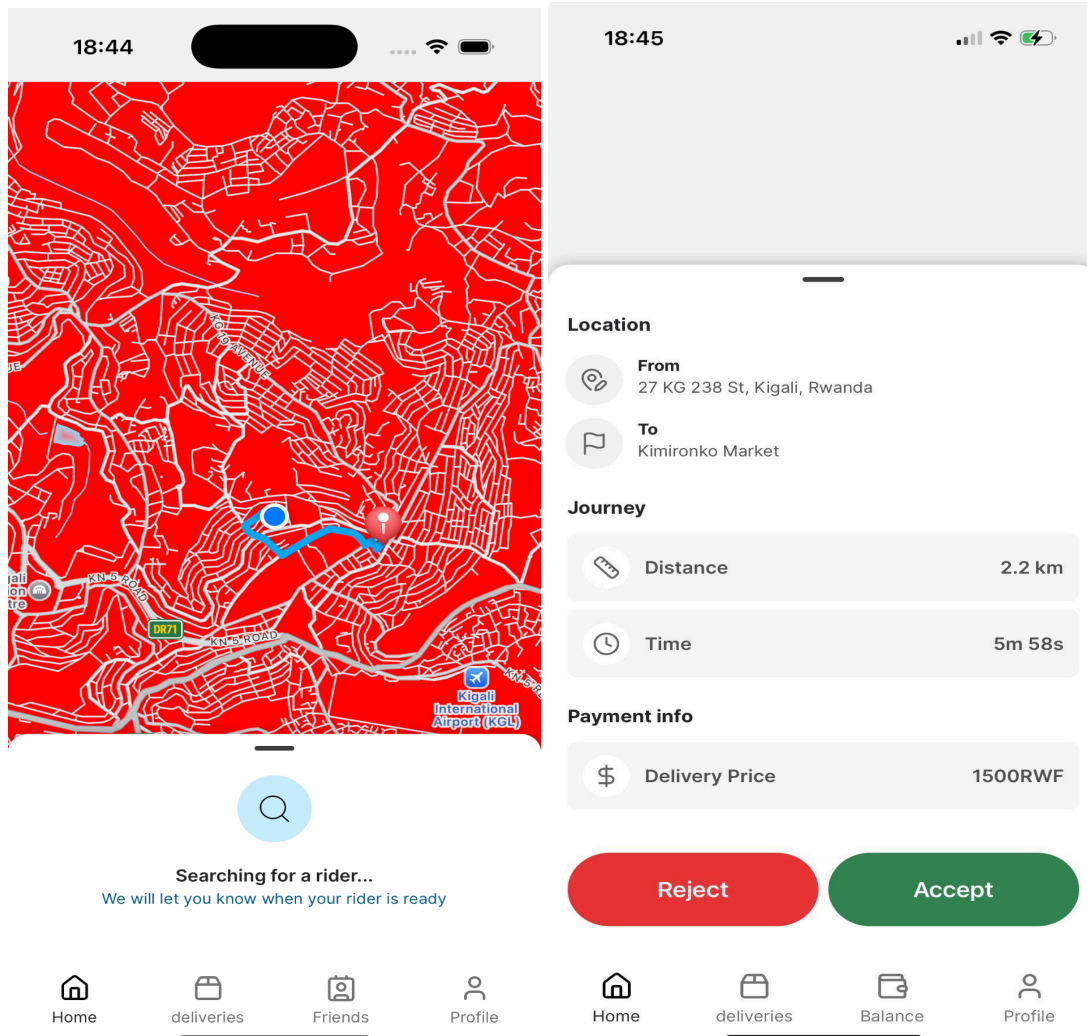 18:44
KG 19 AVENUE
KN 5 ROAD
DR71
KN 5 ROAD
Kigali
International
Airport (KGL)
Searching for a rider...
We will let you know when your rider is ready
Home
deliveries
Friends
Profile
18:45
Location
From
27 KG 238 St, Kigali, Rwanda
To
Kimironko Market
Journey
Distance
2.2 km
Time
5m 58s
Payment info
Delivery Price
1500RWF
Reject
Accept
Home
deliveries
Balance
Profile